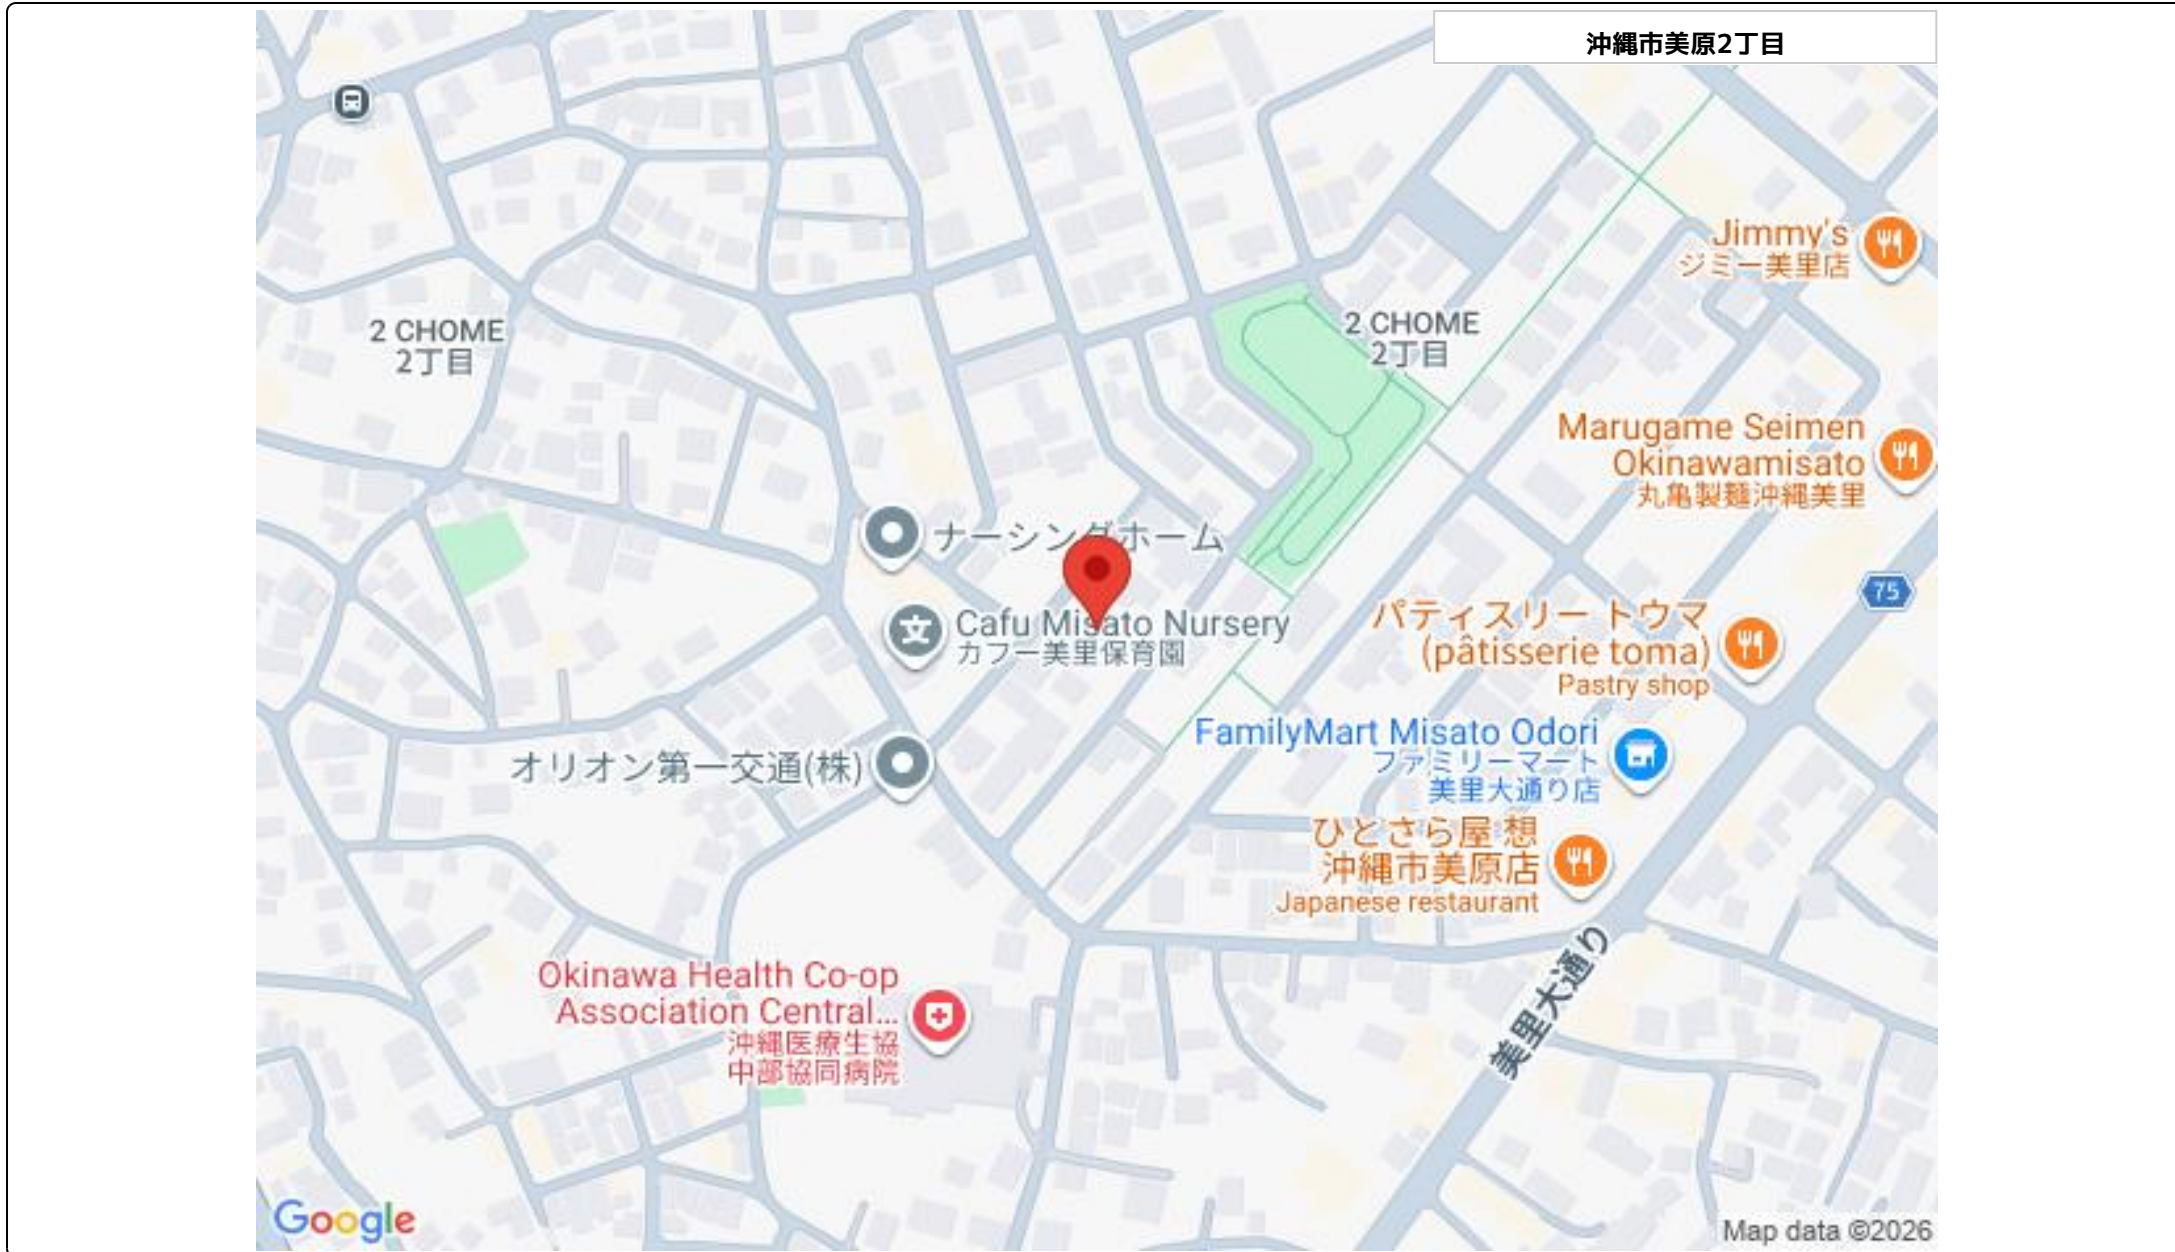 沖縄市美原2丁目
Jimmy's
ジミー美里店
2 CHOME
2丁目
2 CHOME
2丁目
Marugame Seimen
Okinawamisato
丸亀製麺沖縄美里
ナーシングホーム
75
Cafu Misato Nursery
カフー美里保育園
パティスリー トウマ
(pâtisserie toma)
Pastry shop
FamilyMart Misato Odori
ファミリーマート
美里大通り店
オリオン第一交通(株)
ひとさら屋 想
沖縄市美原店
Japanese restaurant
美里大通り
Okinawa Health Co-op
Association Central...
沖縄医療生協
中部協同病院
Google
Map data ©2026